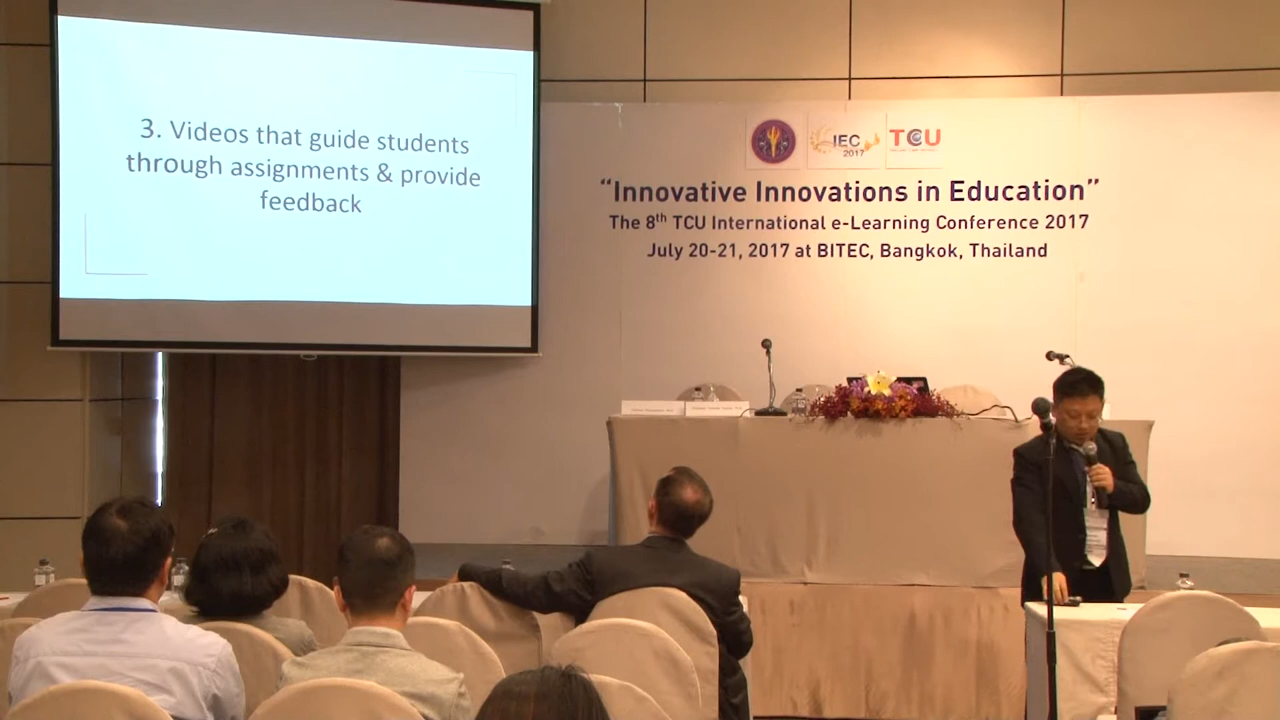 3. Videos that guide students
through assignments & provide
feedback
IEC
2017
TCU
“Innovative Innovations in Education”
The 8th TCU International e-Learning Conference 2017
July 20-21, 2017 at BITEC, Bangkok, Thailand